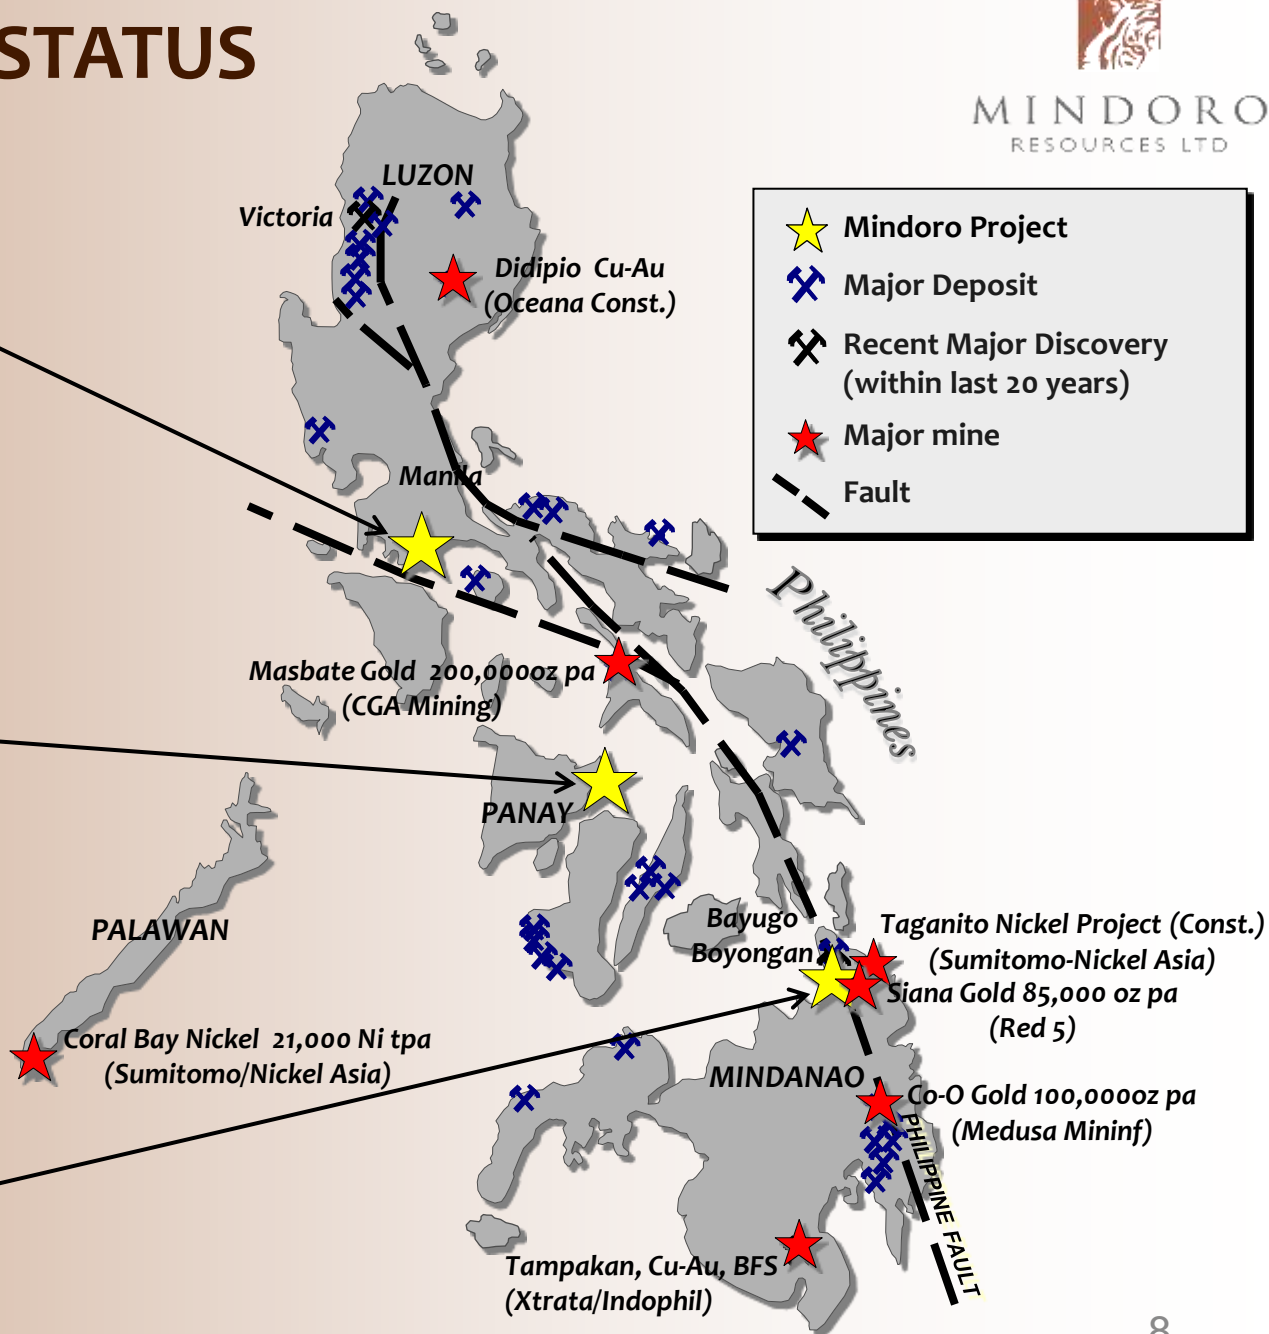 STATUS
MINDORO
RESOURCES LTD
Mindoro Project
Major Deposit
Recent Major Discovery
(within last 20 years)
Major mine
Fault
LUZON
Victoria
Didipio Cu-Au
(Oceana Const.)
Manila
Philippines
Masbate Gold 200,000oz pa
(CGA Mining)
PANAY
PALAWAN
Bayugo
Boyongan
Taganito Nickel Project (Const.)
(Sumitomo-Nickel Asia)
Siana Gold 85,000 oz pa
(Red 5)
Coral Bay Nickel 21,000 Ni tpa
(Sumitomo/Nickel Asia)
MINDANAO
Co-O Gold 100,000oz pa
(Medusa Mininf)
PHILIPPINE FAULT
Tampakan, Cu-Au, BFS
(Xtrata/Indophil)
8